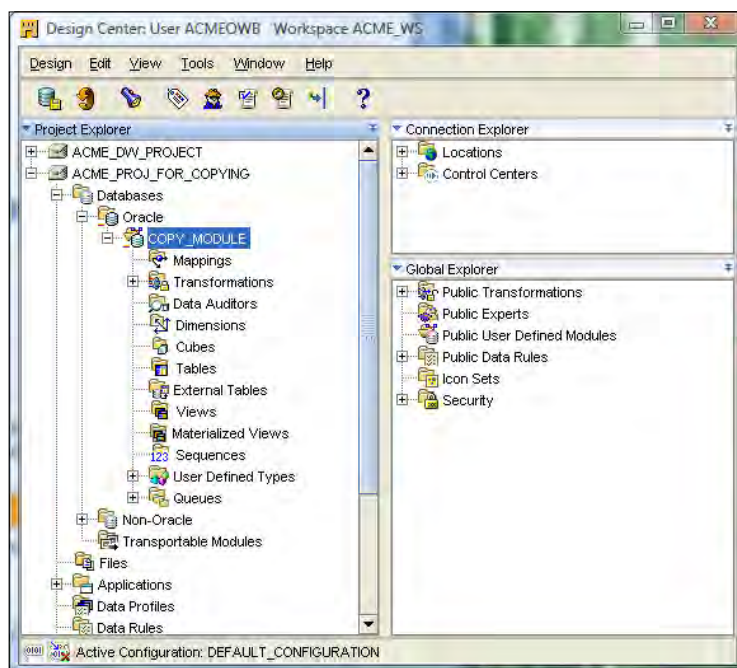 Design Center: User ACMEOWB Workspace ACME_WS
Design Edit View Tools Window Help
?
Project Explorer
ACME_DW_PROJECT
ACME_PROJ_FOR_COPYING
Databases
Oracle
COPY_MODULE
Mappings
Transformations
Data Auditors
Dimensions
Cubes
Tables
External Tables
Views
Materialized Views
123 Sequences
User Defined Types
Queues
Non-Oracle
Transportable Modules
Files
Applications
Data Profiles
Data Rules
Connection Explorer
Locations
Control Centers
Global Explorer
Public Transformations
Public Experts
Public User Defined Modules
Public Data Rules
Icon Sets
Security
Active Configuration: DEFAULT_CONFIGURATION